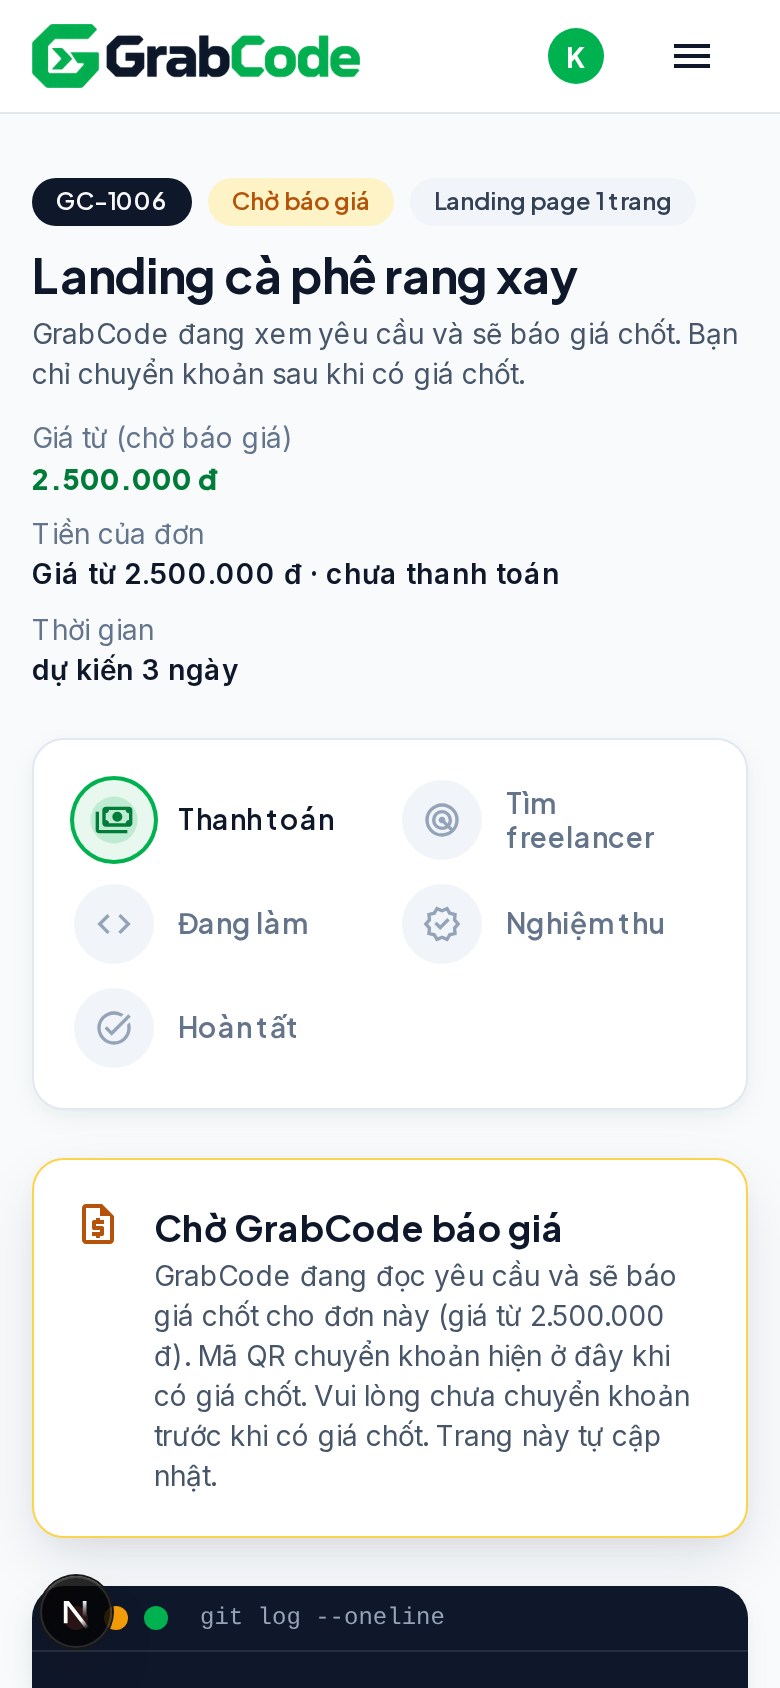 GrabCode
K
GC-1006
Chờ báo giá
Landing page 1 trang
Landing cà phê rang xay
GrabCode đang xem yêu cầu và sẽ báo giá chốt. Bạn
chỉ chuyển khoản sau khi có giá chốt.
Giá từ (chờ báo giá)
2.500.000 đ
Tiền của đơn
Giá từ 2.500.000 đ · chưa thanh toán
Thời gian
dự kiến 3 ngày
Thanh toán
Tìm
freelancer
Đang làm
Nghiệm thu
Hoàn tất
Chờ GrabCode báo giá
GrabCode đang đọc yêu cầu và sẽ báo
giá chốt cho đơn này (giá từ 2.500.000
đ). Mã QR chuyển khoản hiện ở đây khi
có giá chốt. Vui lòng chưa chuyển khoản
trước khi có giá chốt. Trang này tự cập
nhật.
N
git log --oneline